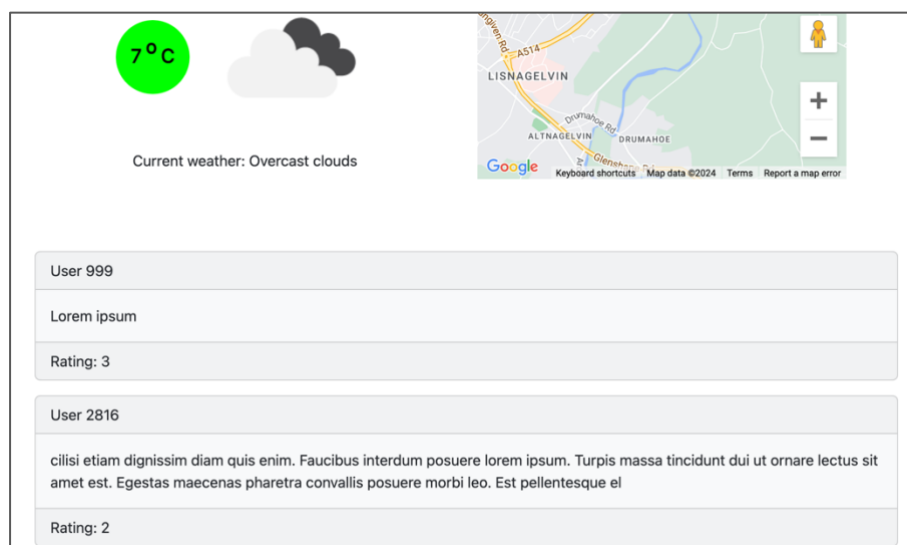 7 o C
Current weather: Overcast clouds
A514
LISNAGELVIN
Drumahoe Rd
ALTNAGELVIN
DRUMAHOE
Google
Keyboard shortcuts Map data ©2024 Terms Report a map error
User 999
Lorem ipsum
Rating: 3
User 2816
cilisi etiam dignissim diam quis enim. Faucibus interdum posuere lorem ipsum. Turpis massa tincidunt dui ut ornare lectus sit
amet est. Egestas maecenas pharetra convallis posuere morbi leo. Est pellentesque el
Rating: 2